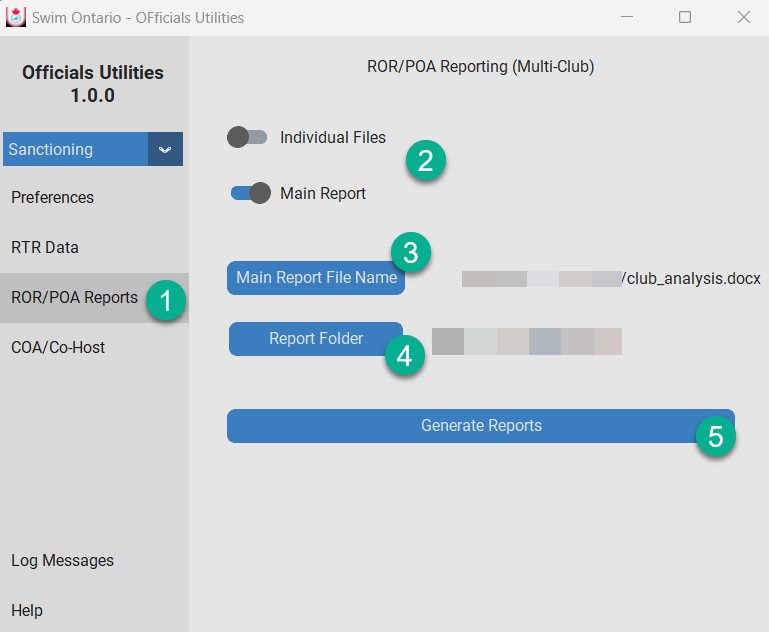 Swim Ontario - OFficials Utilities
Officials Utilities
1.0.0
Sanctioning
Preferences
RTR Data
ROR/POA Reports
1
COA/Co-Host
Log Messages
Help
ROR/POA Reporting (Multi-Club)
Individual Files
2
Main Report
3
Main Report File Name
/club_analysis.docx
Report Folder
4
Generate Reports
5